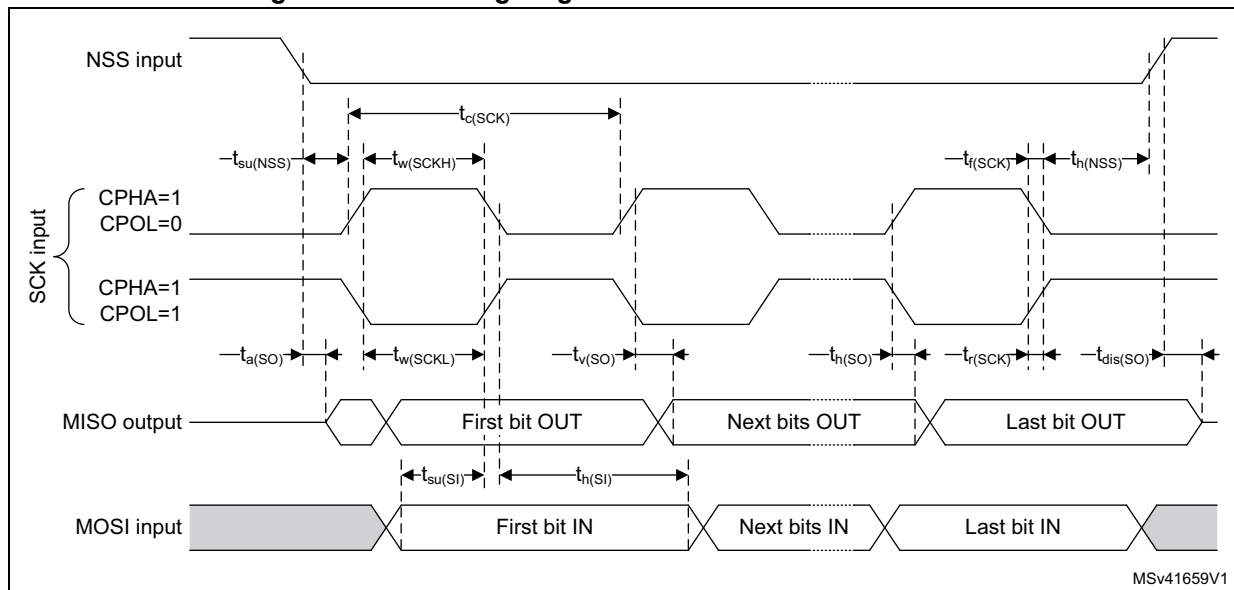 NSS input
tc(SCK)
tsu(NSS) tw(SCKH) tf(SCK) th(NSS)
SCK input
CPHA=1
CPOL=0
CPHA=1
CPOL=1
ta(SO) tw(SCKL) tv(SO) th(SO) tr(SCK) tdis(SO)
MISO output First bit OUT Next bits OUT Last bit OUT
tsu(SI) th(SI)
MOSI input First bit IN Next bits IN Last bit IN
MSv41659V1